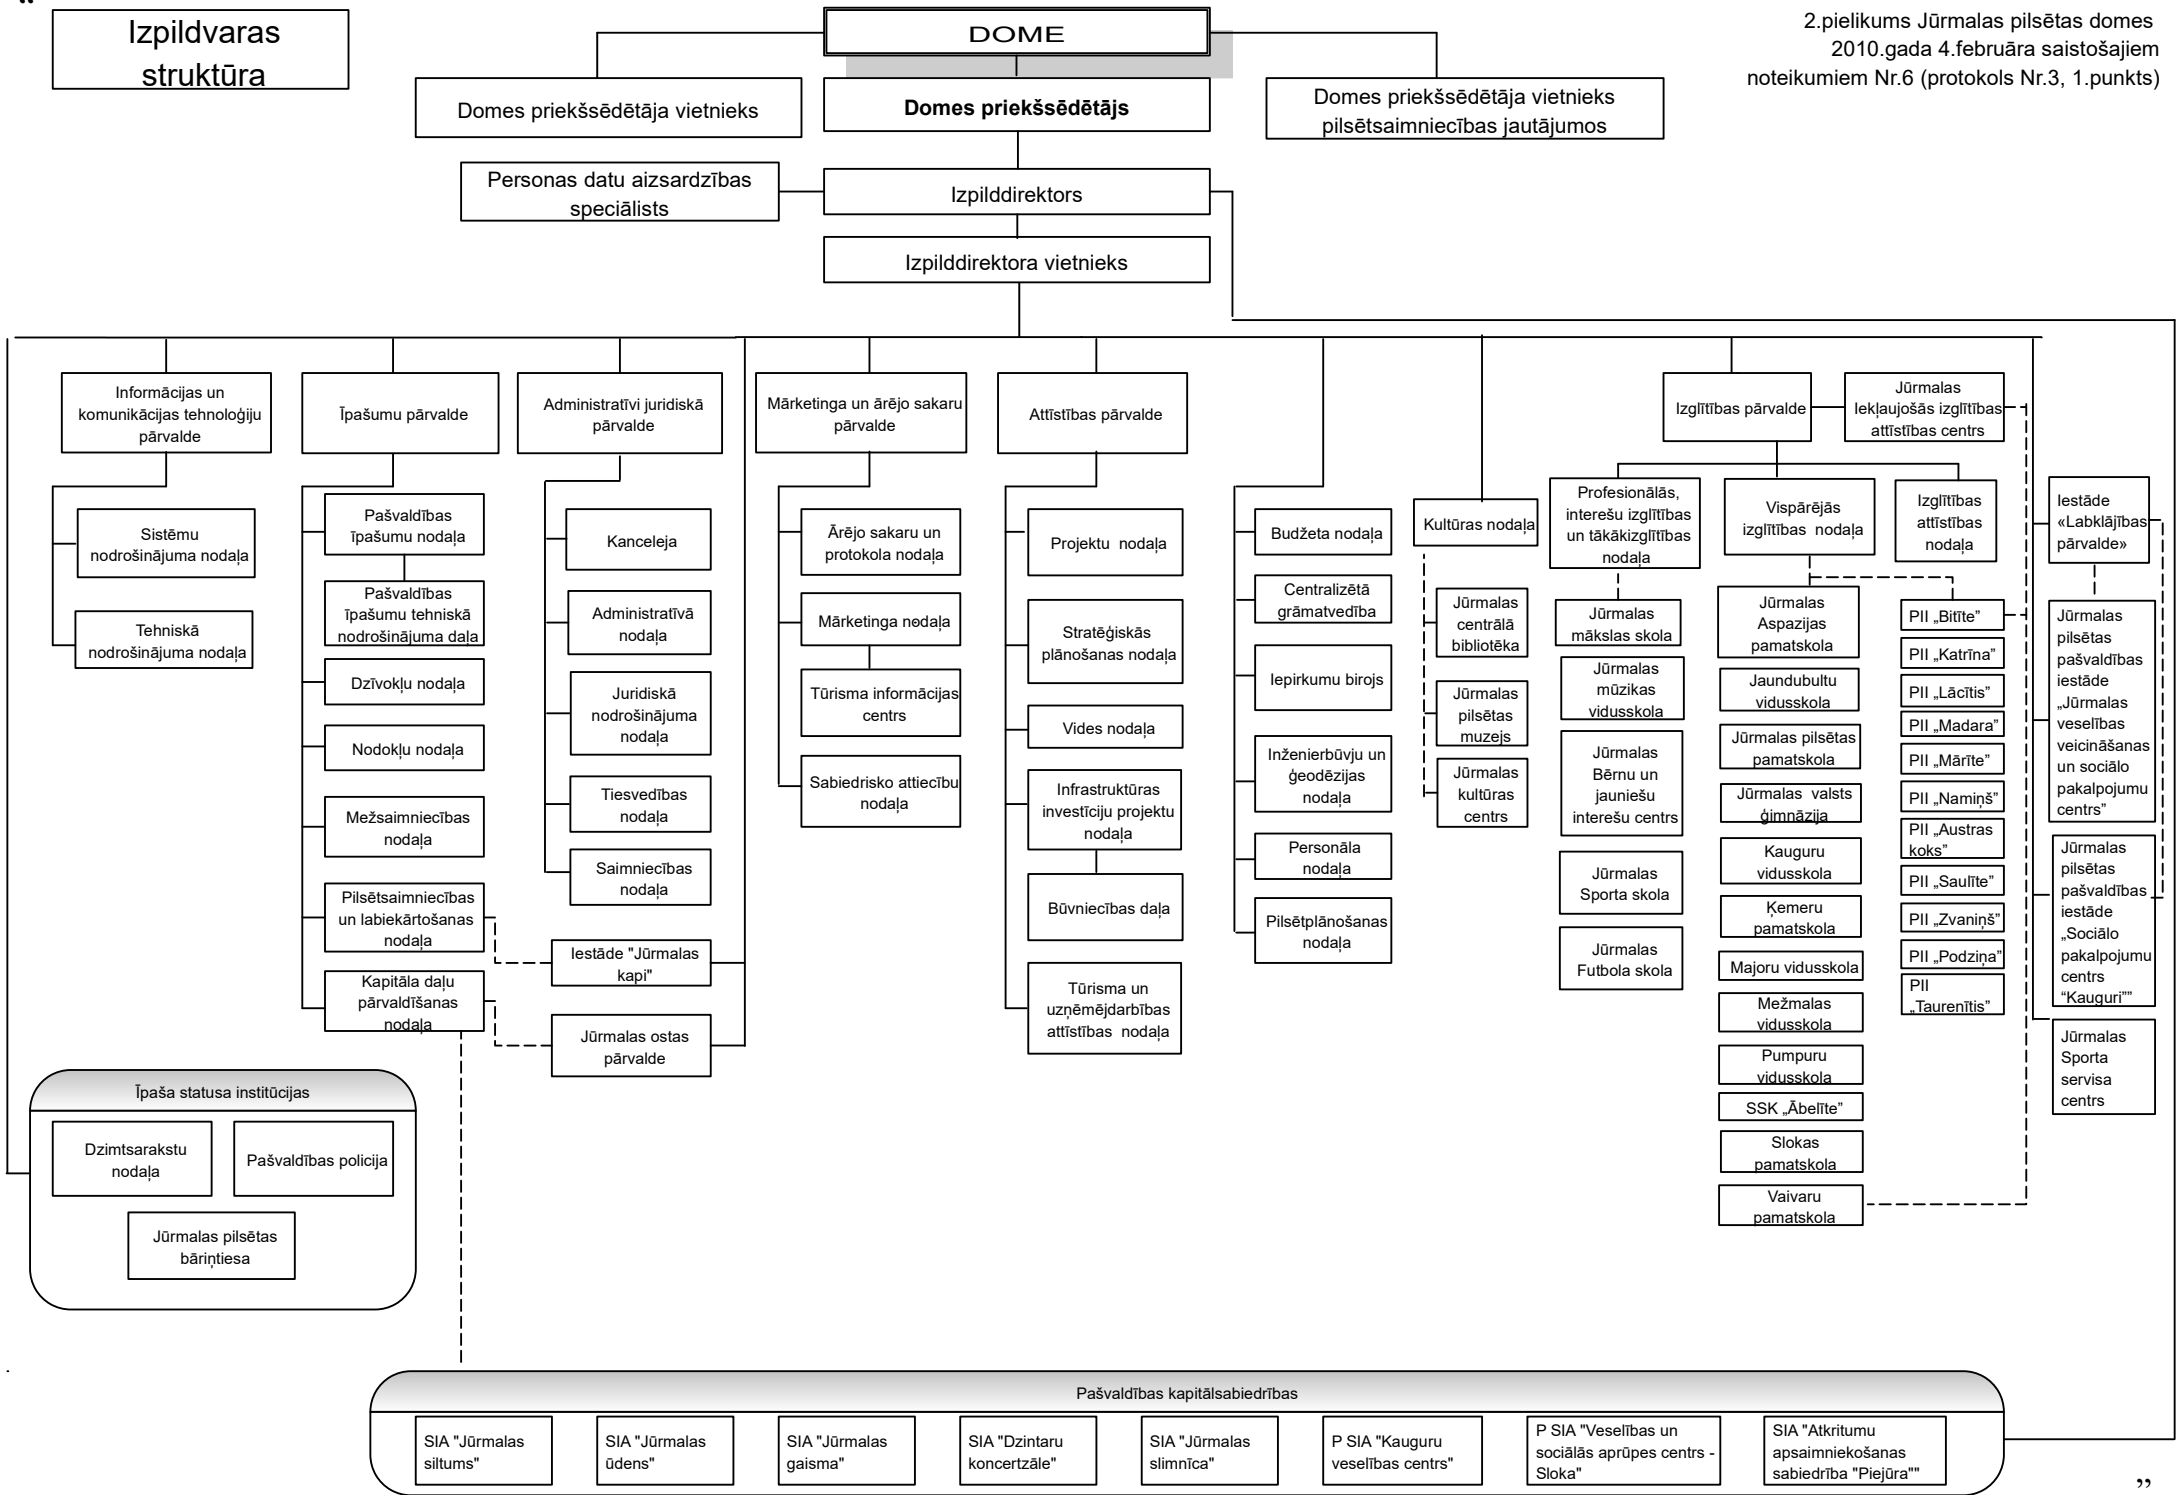 “
Izpildvaras
struktūra
DOME
2.pielikums Jūrmalas pilsētas domes
2010.gada 4.februāra saistošajiem
noteikumiem Nr.6 (protokols Nr.3, 1.punkts)
Domes priekšsēdētāja vietnieks
Domes priekšsēdētājs
Domes priekšsēdētāja vietnieks
pilsētsaimniecības jautājumos
Personas datu aizsardzības
speciālists
Izpilddirektors
Izpilddirektora vietnieks
Informācijas un
komunikācijas tehnoloģiju
pārvalde
Sistēmu
nodrošinājuma nodaļa
Tehniskā
nodrošinājuma nodaļa
Īpašumu pārvalde
Pašvaldības
īpašumu nodaļa
Pašvaldības
īpašumu tehniskā
nodrošinājuma daļa
Dzīvokļu nodaļa
Nodokļu nodaļa
Mežsaimniecības
nodaļa
Pilsētsaimniecības
un labiekārtošanas
nodaļa
Kapitāla daļu
pārvaldīšanas
nodaļa
Administratīvi juridiskā
pārvalde
Kanceleja
Administratīvā
nodaļa
Juridiskā
nodrošinājuma
nodaļa
Tiesvedības
nodaļa
Saimniecības
nodaļa
Iestāde "Jūrmalas
kapi"
Jūrmalas ostas
pārvalde
Mārketinga un ārējo sakaru
pārvalde
Ārējo sakaru un
protokola nodaļa
Mārketinga nodaļa
Tūrisma informācijas
centrs
Sabiedrisko attiecību
nodaļa
Attīstības pārvalde
Projektu nodaļa
Stratēģiskās
plānošanas nodaļa
Vides nodaļa
Infrastruktūras
investīciju projektu
nodaļa
Būvniecības daļa
Tūrisma un
uzņēmējdarbības
attīstības nodaļa
Budžeta nodaļa
Centralizētā
grāmatvedība
Iepirkumu birojs
Inženierbūvju un
ģeodēzijas
nodaļa
Personāla
nodaļa
Pilsētplānošanas
nodaļa
Kultūras nodaļa
Jūrmalas
centrālā
bibliotēka
Jūrmalas
pilsētas
muzejs
Jūrmalas
kultūras
centrs
Izglītības pārvalde
Jūrmalas
Iekļaujošās izglītības
attīstības centrs
Profesionālās,
interešu izglītības
un tākākizglītības
nodaļa
Jūrmalas
mākslas skola
Jūrmalas
mūzikas
vidusskola
Jūrmalas
Bērnu un
jauniešu
interešu centrs
Jūrmalas
Sporta skola
Jūrmalas
Futbola skola
Vispārējās
izglītības nodaļa
Jūrmalas
Aspazijas
pamatskola
Jaundubultu
vidusskola
Jūrmalas pilsētas
pamatskola
Jūrmalas valsts
ģimnāzija
Kauguru
vidusskola
Ķemeru
pamatskola
Majoru vidusskola
Mežmalas
vidusskola
Pumpuru
vidusskola
SSK „Ābelīte”
Slokas
pamatskola
Vaivaru
pamatskola
Izglītības
attīstības
nodaļa
PII „Bitīte”
PII „Katrīna”
PII „Lācītis”
PII „Madara”
PII „Mārīte”
PII „Namiņš”
PII „Austras
koks”
PII „Saulīte”
PII „Zvaniņš”
PII „Podziņa”
PII
„Taurenītis”
Iestāde
«Labklājības
pārvalde»
Jūrmalas
pilsētas
pašvaldības
iestāde
„Jūrmalas
veselības
veicināšanas
un sociālo
pakalpojumu
centrs”
Jūrmalas
pilsētas
pašvaldības
iestāde
„Sociālo
pakalpojumu
centrs
“Kauguri””
Jūrmalas
Sporta
servisa
centrs
Īpaša statusa institūcijas
Dzimtsarakstu
nodaļa
Pašvaldības policija
Jūrmalas pilsētas
bāriņtiesa
Pašvaldības kapitālsabiedrības
SIA "Jūrmalas
siltums"
SIA "Jūrmalas
ūdens"
SIA "Jūrmalas
gaisma"
SIA "Dzintaru
koncertzāle"
SIA "Jūrmalas
slimnīca"
P SIA "Kauguru
veselības centrs"
P SIA "Veselības un
sociālās aprūpes centrs -
Sloka"
SIA "Atkritumu
apsaimniekošanas
sabiedrība "Piejūra""
”